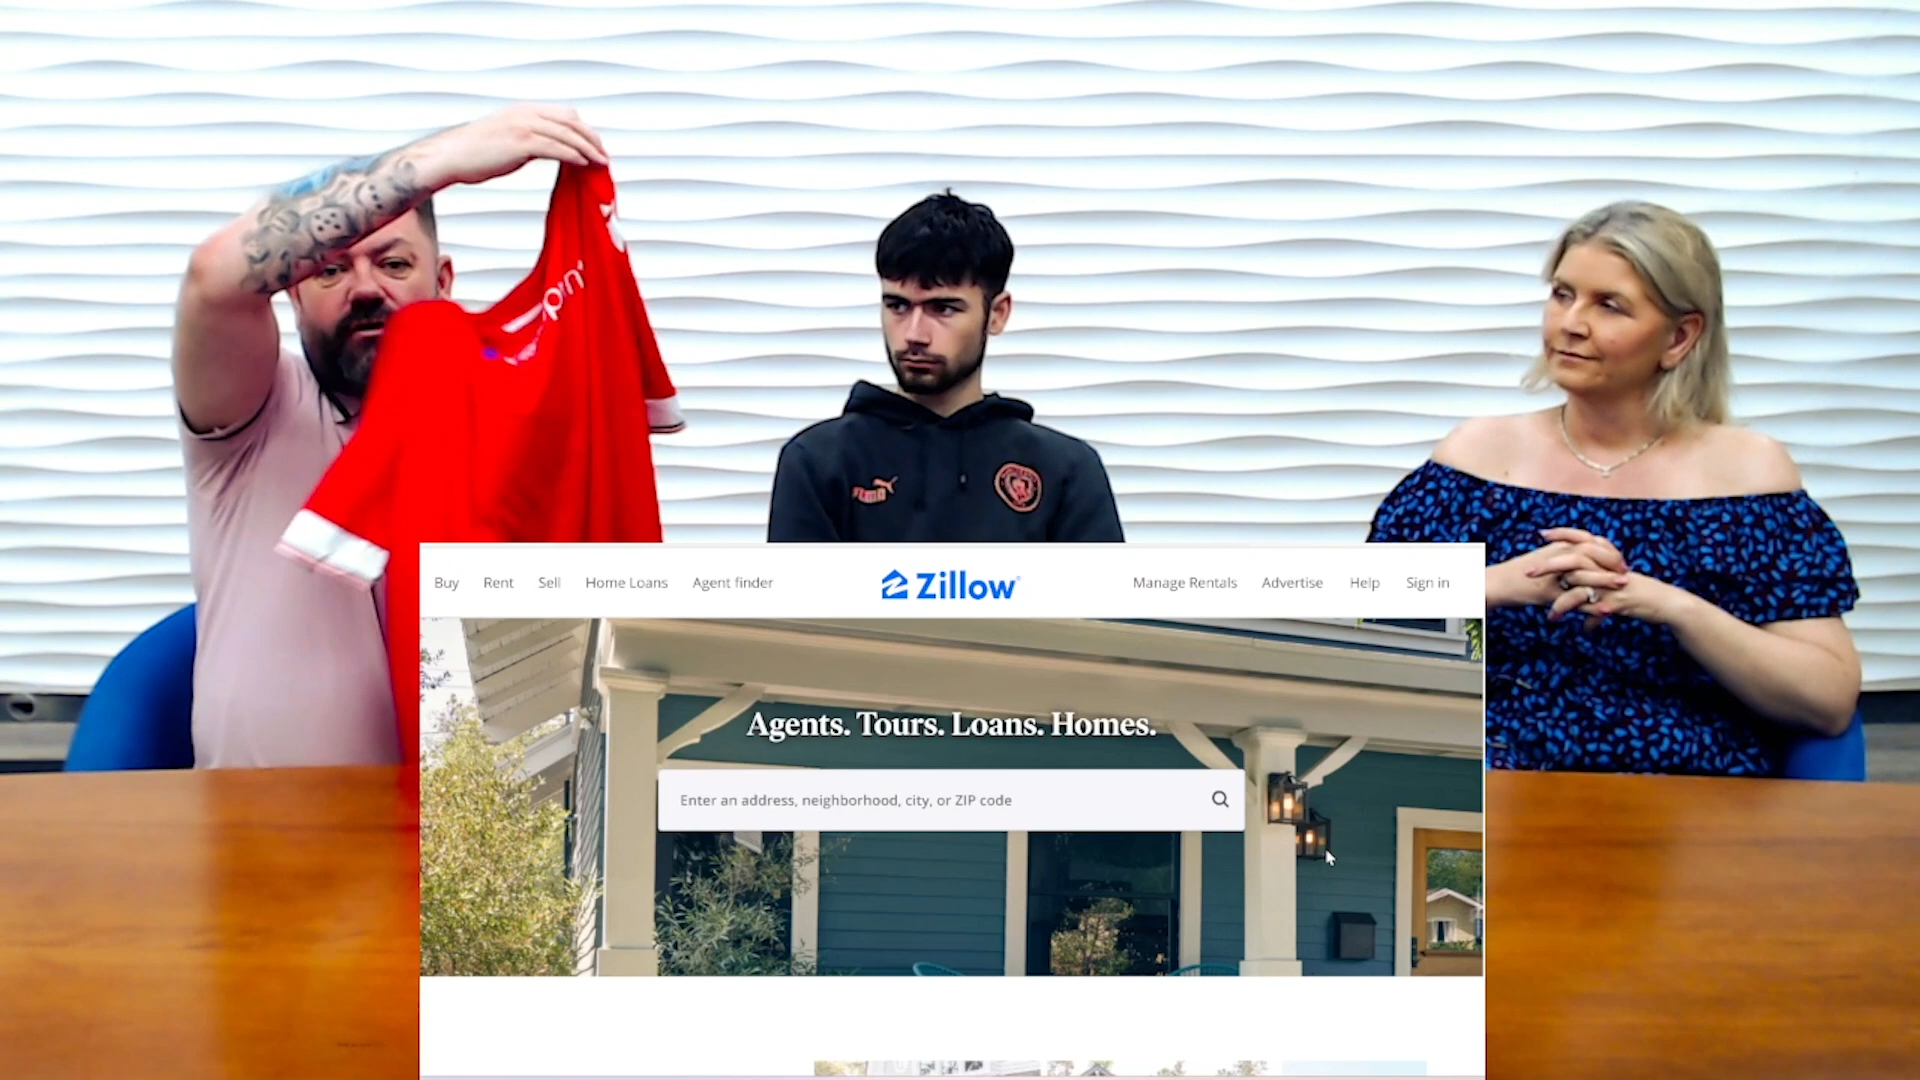 Buy Rent Sell Home Loans Agent finder Zillow Manage Rentals Advertise Help Sign in
Agents. Tours. Loans. Homes.
Enter an address, neighborhood, city, or ZIP code